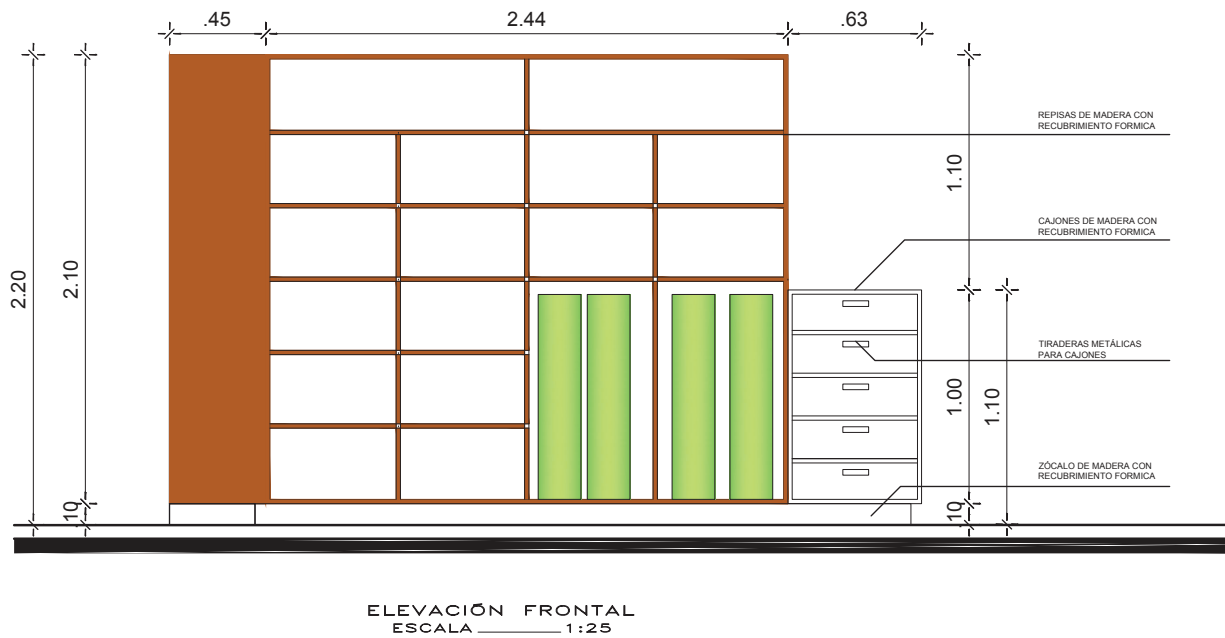 .45
2.44
.63
REPISAS DE MADERA CON
RECUBRIMIENTO FORMICA
1.10
CAJONES DE MADERA CON
RECUBRIMIENTO FORMICA
2.20
2.10
TIRADERAS METÁLICAS
PARA CAJONES
1.00
1.10
ZÓCALO DE MADERA CON
RECUBRIMIENTO FORMICA
.10
.10
ELEVACIÓN FRONTAL
ESCALA ________ 1:25